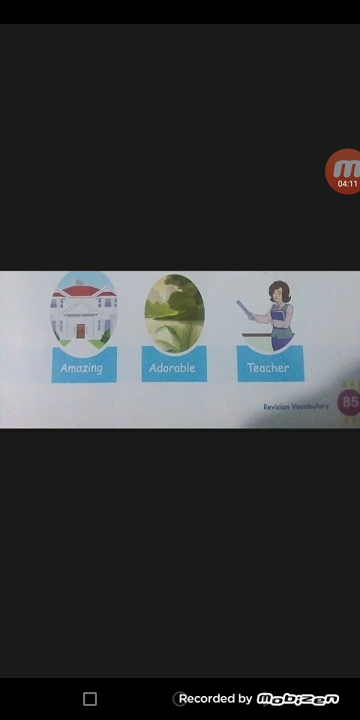 04:11
Amazing
Adorable
Teacher
Revision Vocabulary
85
Recorded by mobizen